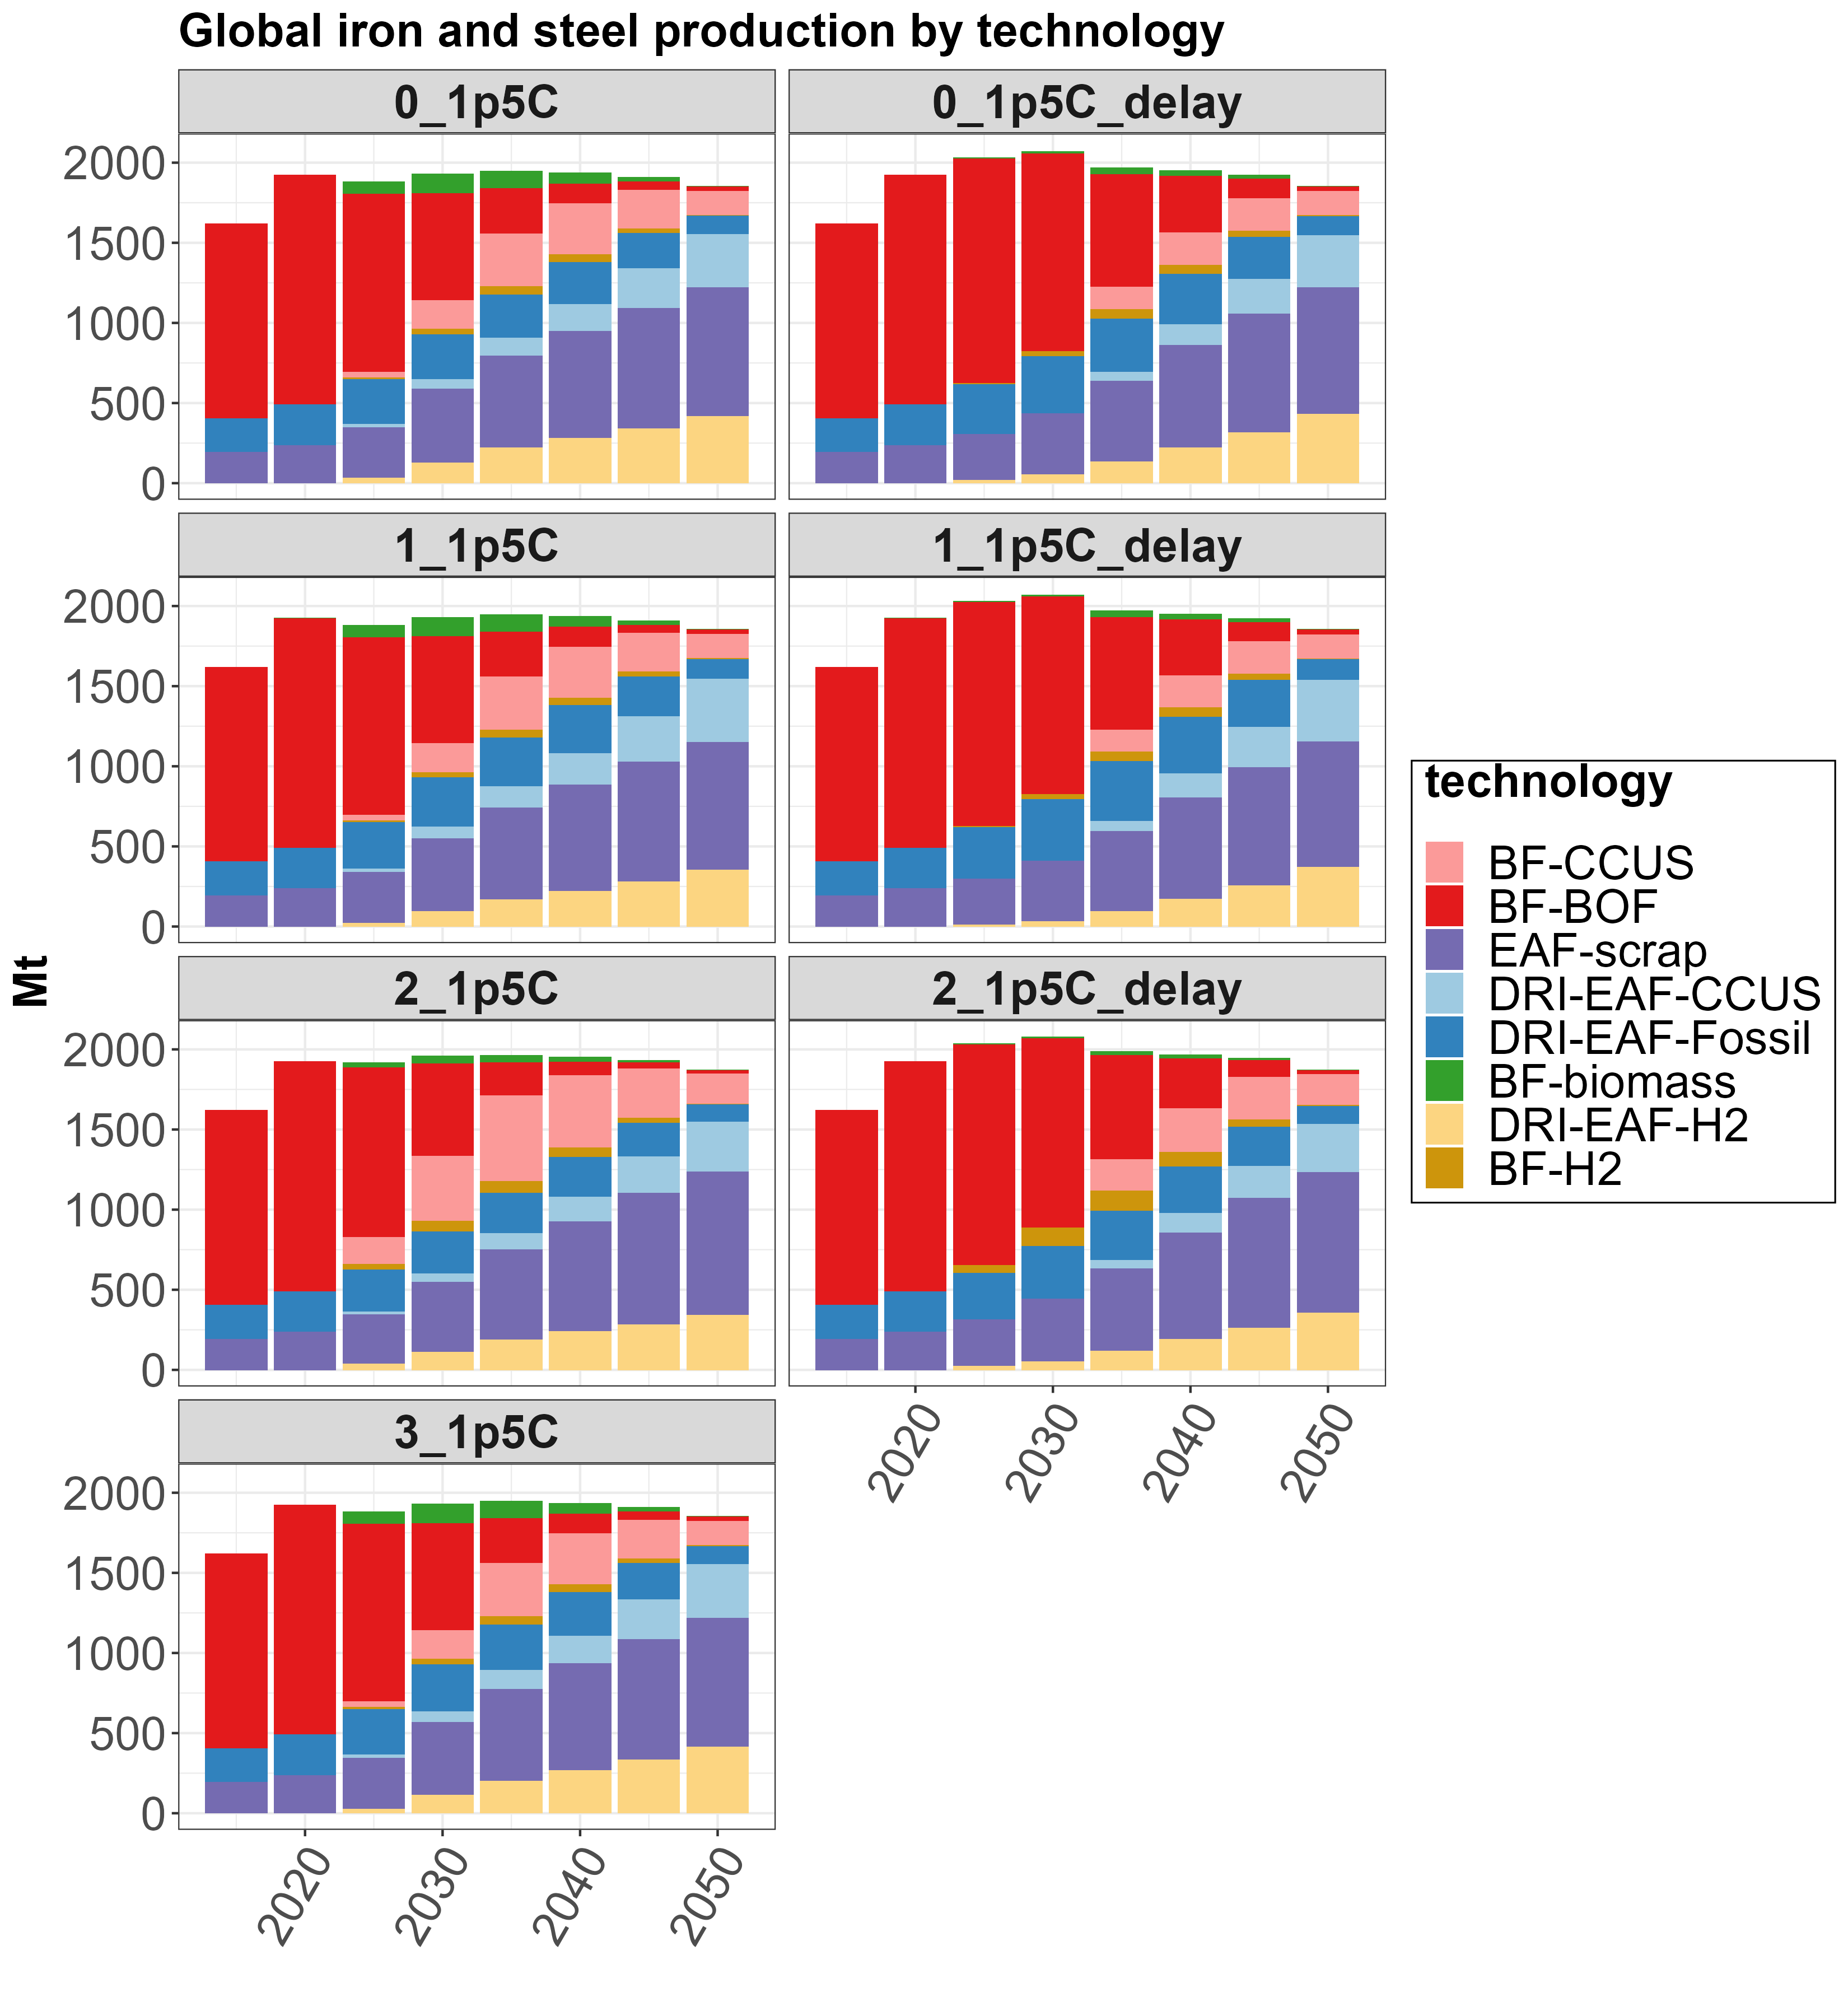 Global iron and steel production by technology
0_1p5C
0_1p5C_delay
2000
1500
1000
500
0
1_1p5C
1_1p5C_delay
2000
1500
1000
500
0
2_1p5C
2_1p5C_delay
2000
1500
1000
500
0
2020
2030
2040
2050
3_1p5C
2000
1500
1000
500
0
2020
2030
2040
2050
Mt
technology
BF-CCUS
BF-BOF
EAF-scrap
DRI-EAF-CCUS
DRI-EAF-Fossil
BF-biomass
DRI-EAF-H2
BF-H2